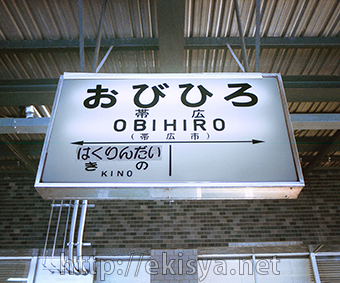 おびひろ
帯広
OBIHIRO
(帯広市)
はくりんだい
きの
KINO
http://ekisya.net